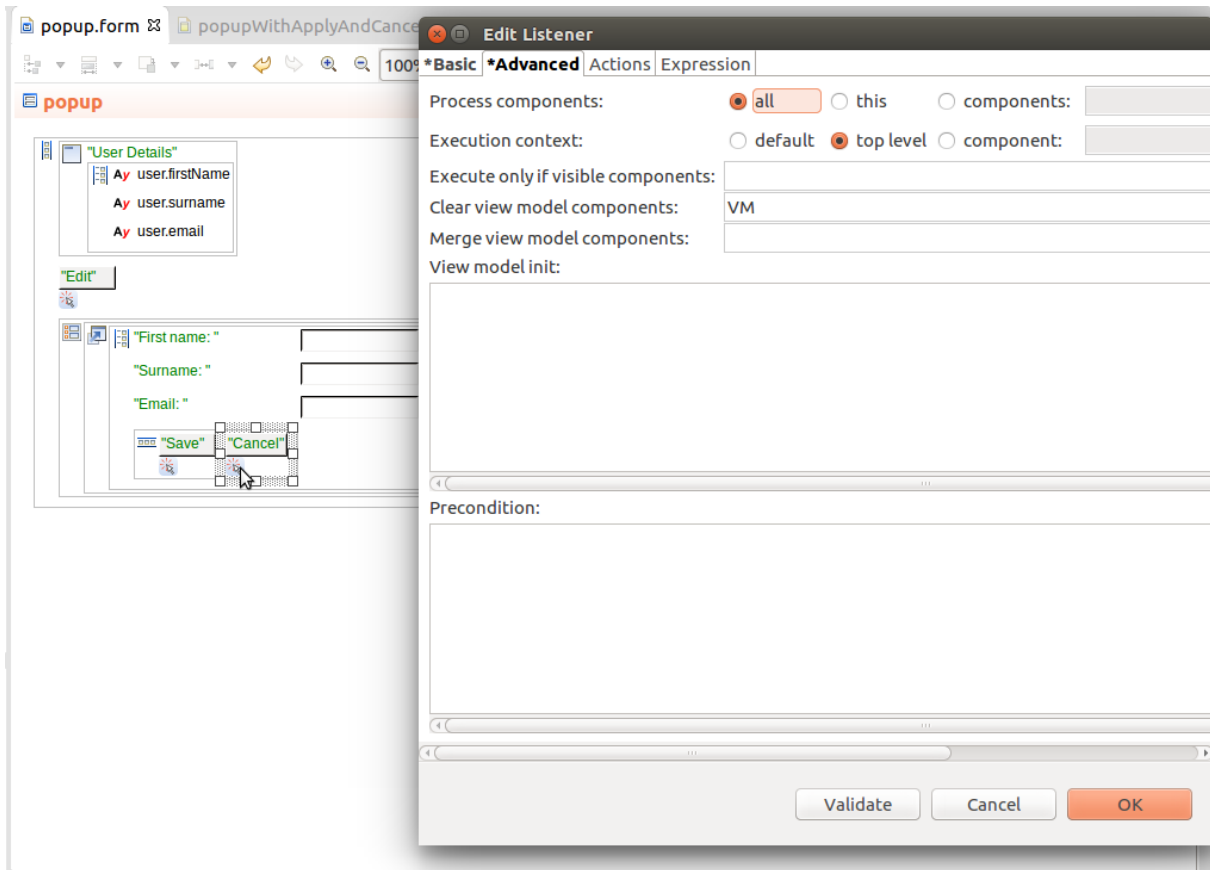 popup.form popupWithApplyAndCance
100%
popup
"User Details"
Ay user.firstName
Ay user.surname
Ay user.email
"Edit"
"First name: "
"Surname: "
"Email: "
"Save" "Cancel"
Edit Listener
*Basic *Advanced Actions Expression
Process components: all this components:
Execution context: default top level component:
Execute only if visible components:
Clear view model components: VM
Merge view model components:
View model init:
Precondition:
Validate Cancel OK